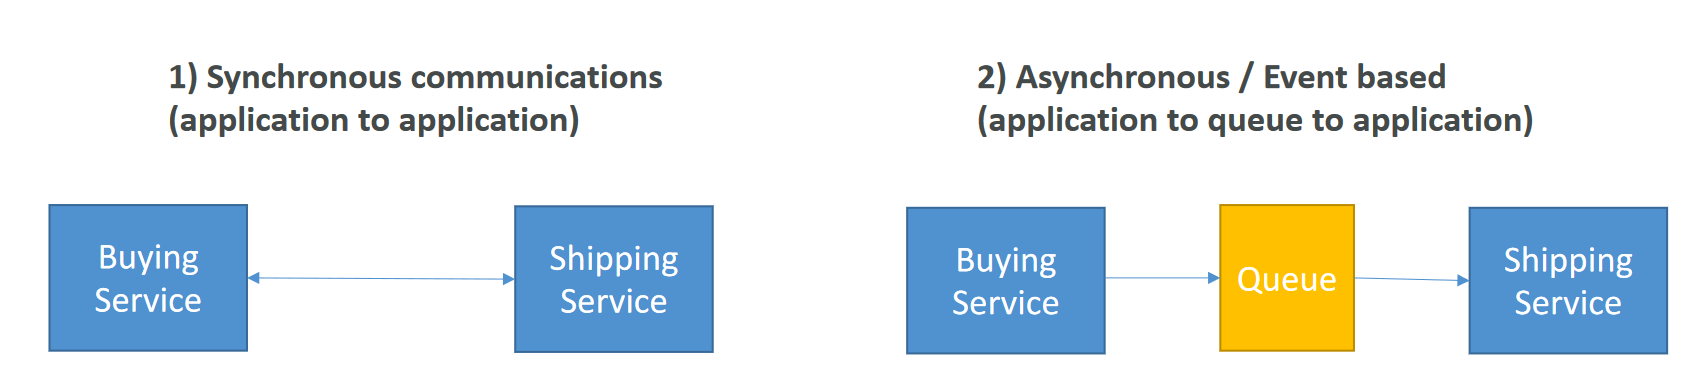 1) Synchronous communications
(application to application)
Buying
Service
Shipping
Service
2) Asynchronous / Event based
(application to queue to application)
Buying
Service
Queue
Shipping
Service